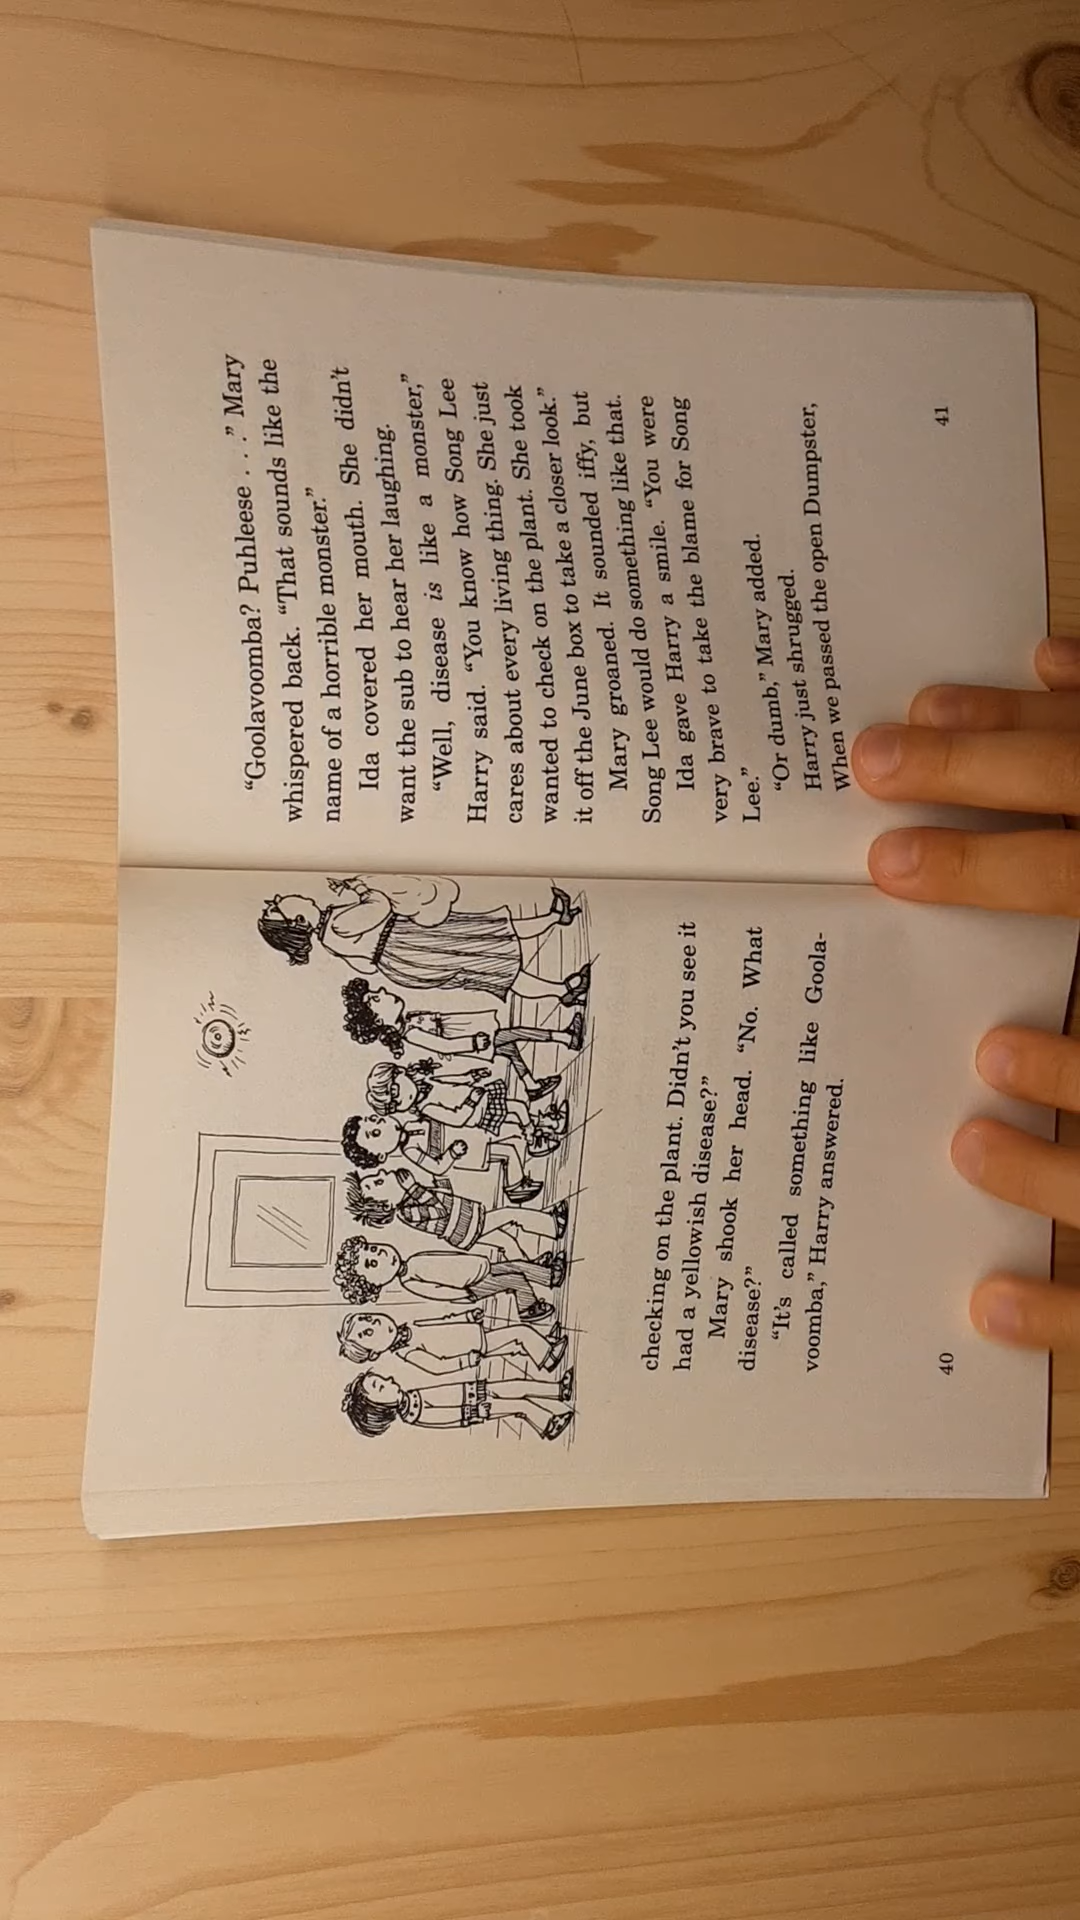 checking on the plant. Didn't you see it
had a yellowish disease?"
Mary shook her head. "No. What
disease?"
"It's called something like Goola-
voomba," Harry answered.
40
"Goolavoomba? Puhleese . . ." Mary
whispered back. "That sounds like the
name of a horrible monster."
Ida covered her mouth. She didn't
want the sub to hear her laughing.
"Well, disease is like a monster,"
Harry said. "You know how Song Lee
cares about every living thing. She just
wanted to check on the plant. She took
it off the June box to take a closer look."
Mary groaned. It sounded iffy, but
Song Lee would do something like that.
Ida gave Harry a smile. "You were
very brave to take the blame for Song
Lee."
"Or dumb," Mary added.
Harry just shrugged.
When we passed the open Dumpster,
41